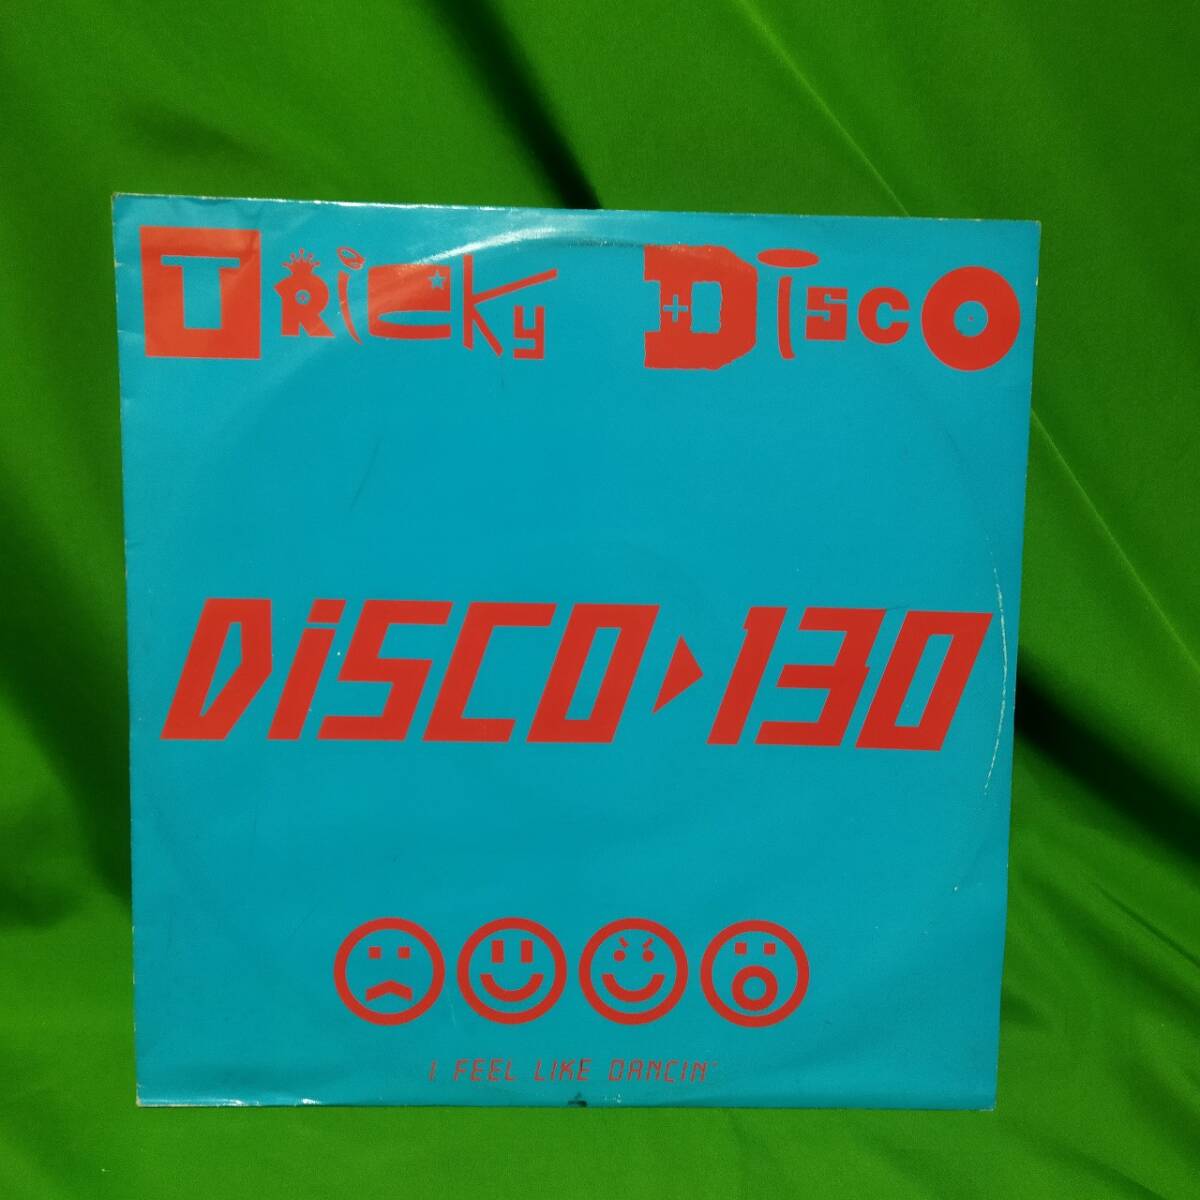 TRiCKy DiscO
DiSCO▶130
I FEEL LIKE DANCIN'